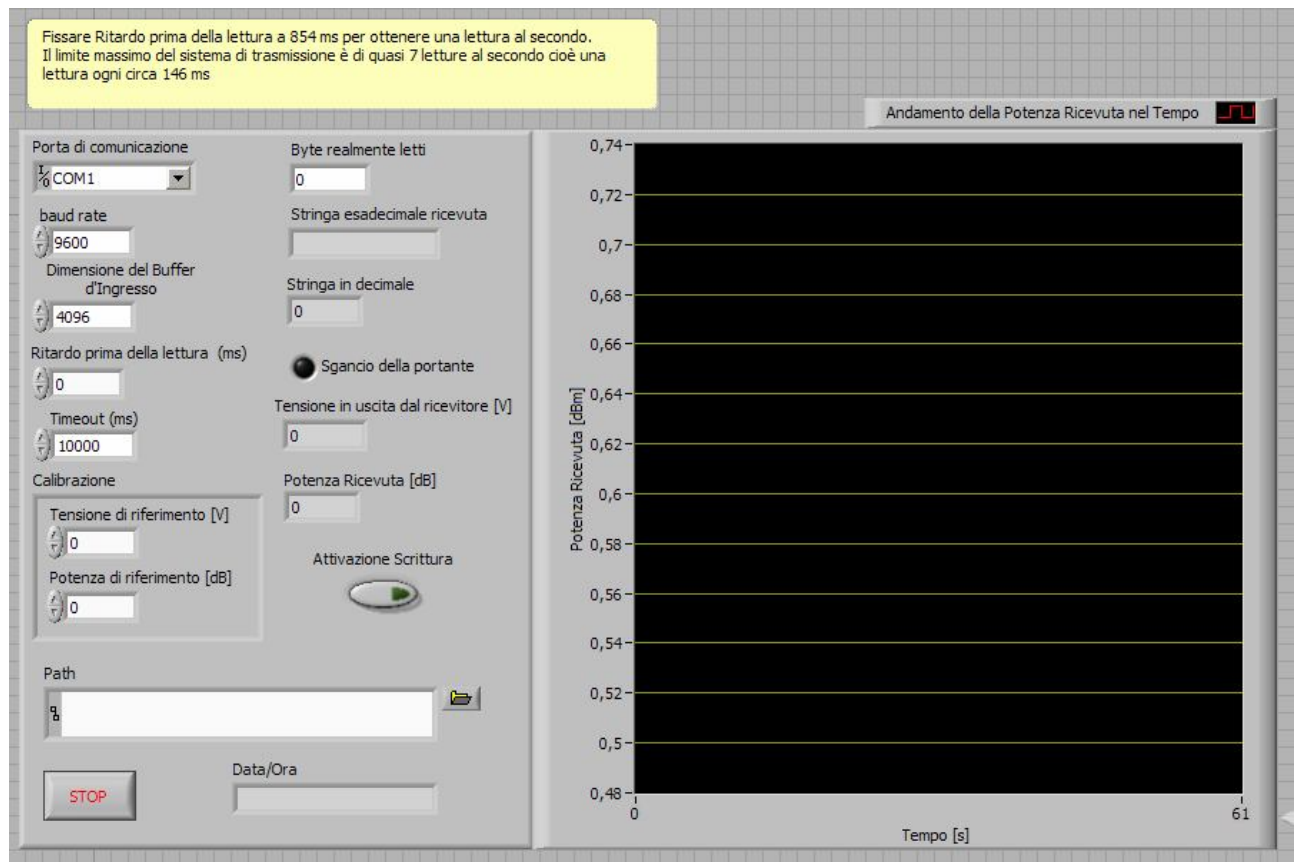 Fissare Ritardo prima della lettura a 854 ms per ottenere una lettura al secondo.
Il limite massimo del sistema di trasmissione è di quasi 7 letture al secondo cioè una
lettura ogni circa 146 ms
Andamento della Potenza Ricevuta nel Tempo
Porta di comunicazione
I/O COM1
baud rate
9600
Dimensione del Buffer
d'Ingresso
4096
Ritardo prima della lettura (ms)
0
Timeout (ms)
10000
Calibrazione
Tensione di riferimento [V]
0
Potenza di riferimento [dB]
0
Byte realmente letti
0
Stringa esadecimale ricevuta
Stringa in decimale
0
Sgancio della portante
Tensione in uscita dal ricevitore [V]
0
Potenza Ricevuta [dB]
0
Attivazione Scrittura
Path
STOP
Data/Ora
Potenza Ricevuta [dBm]
0,74
0,72
0,7
0,68
0,66
0,64
0,62
0,6
0,58
0,56
0,54
0,52
0,5
0,48
0
61
Tempo [s]